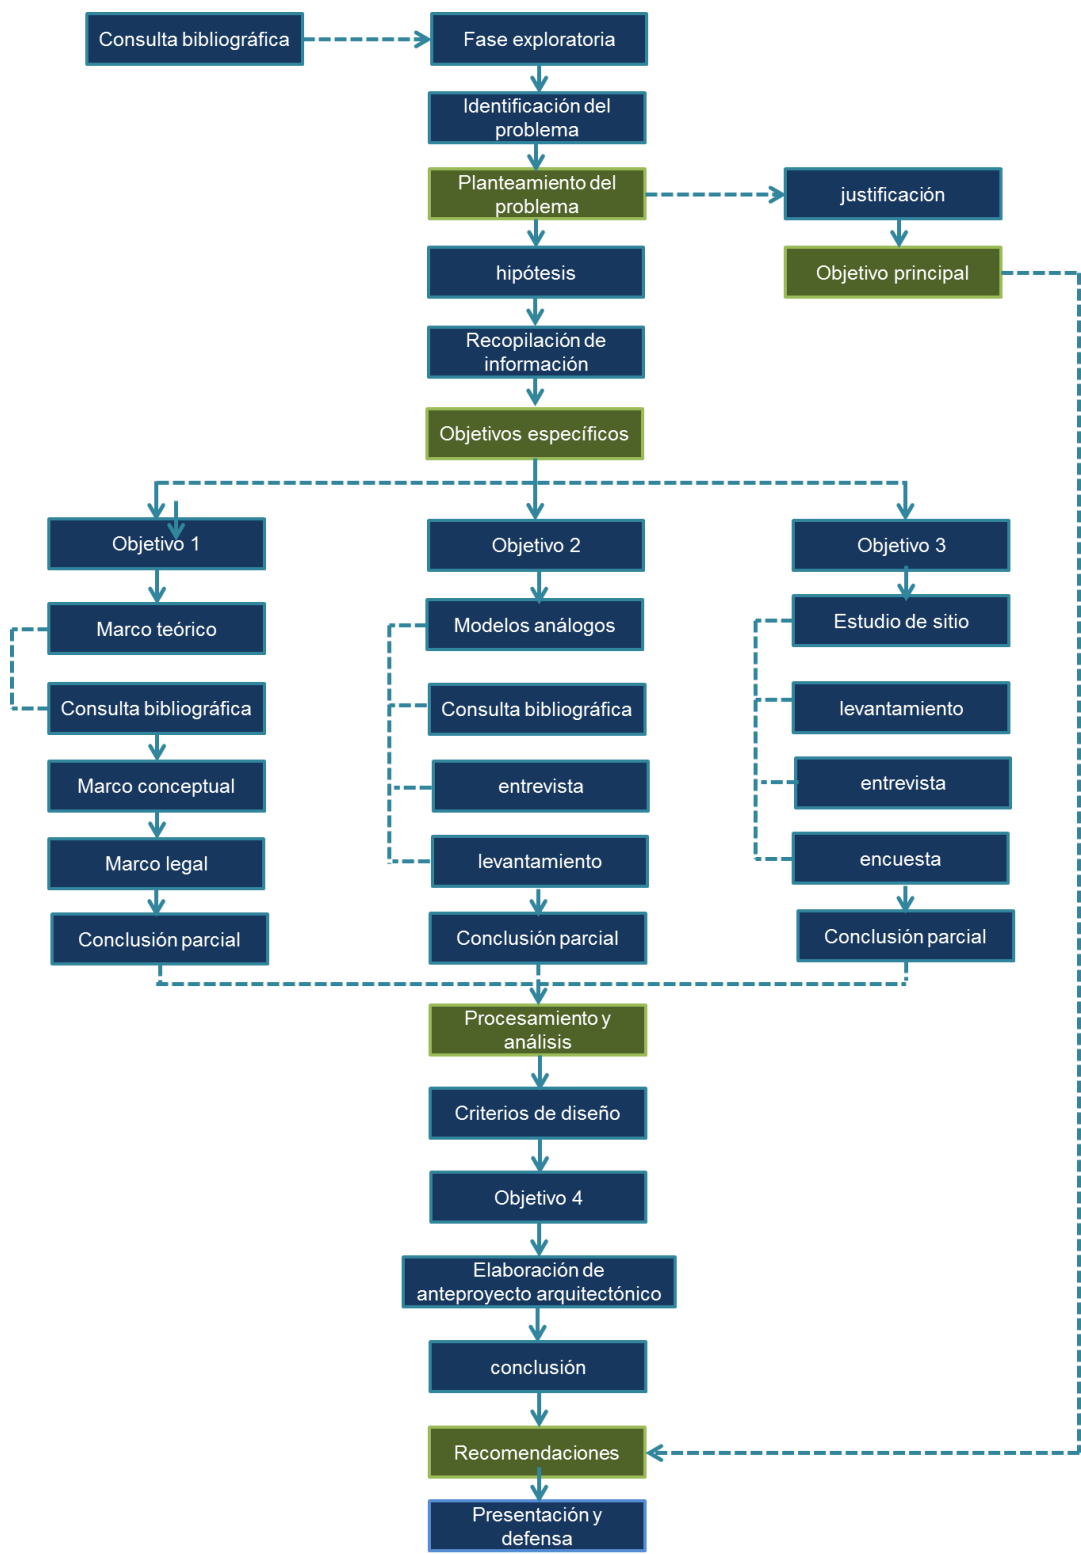 Consulta bibliográfica
Fase exploratoria
Identificación del
problema
Planteamiento del
problema
justificación
hipótesis
Objetivo principal
Recopilación de
información
Objetivos específicos
Objetivo 1
Objetivo 2
Objetivo 3
Marco teórico
Modelos análogos
Estudio de sitio
Consulta bibliográfica
Consulta bibliográfica
levantamiento
Marco conceptual
entrevista
entrevista
Marco legal
levantamiento
encuesta
Conclusión parcial
Conclusión parcial
Conclusión parcial
Procesamiento y
análisis
Criterios de diseño
Objetivo 4
Elaboración de
anteproyecto arquitectónico
conclusión
Recomendaciones
Presentación y
defensa